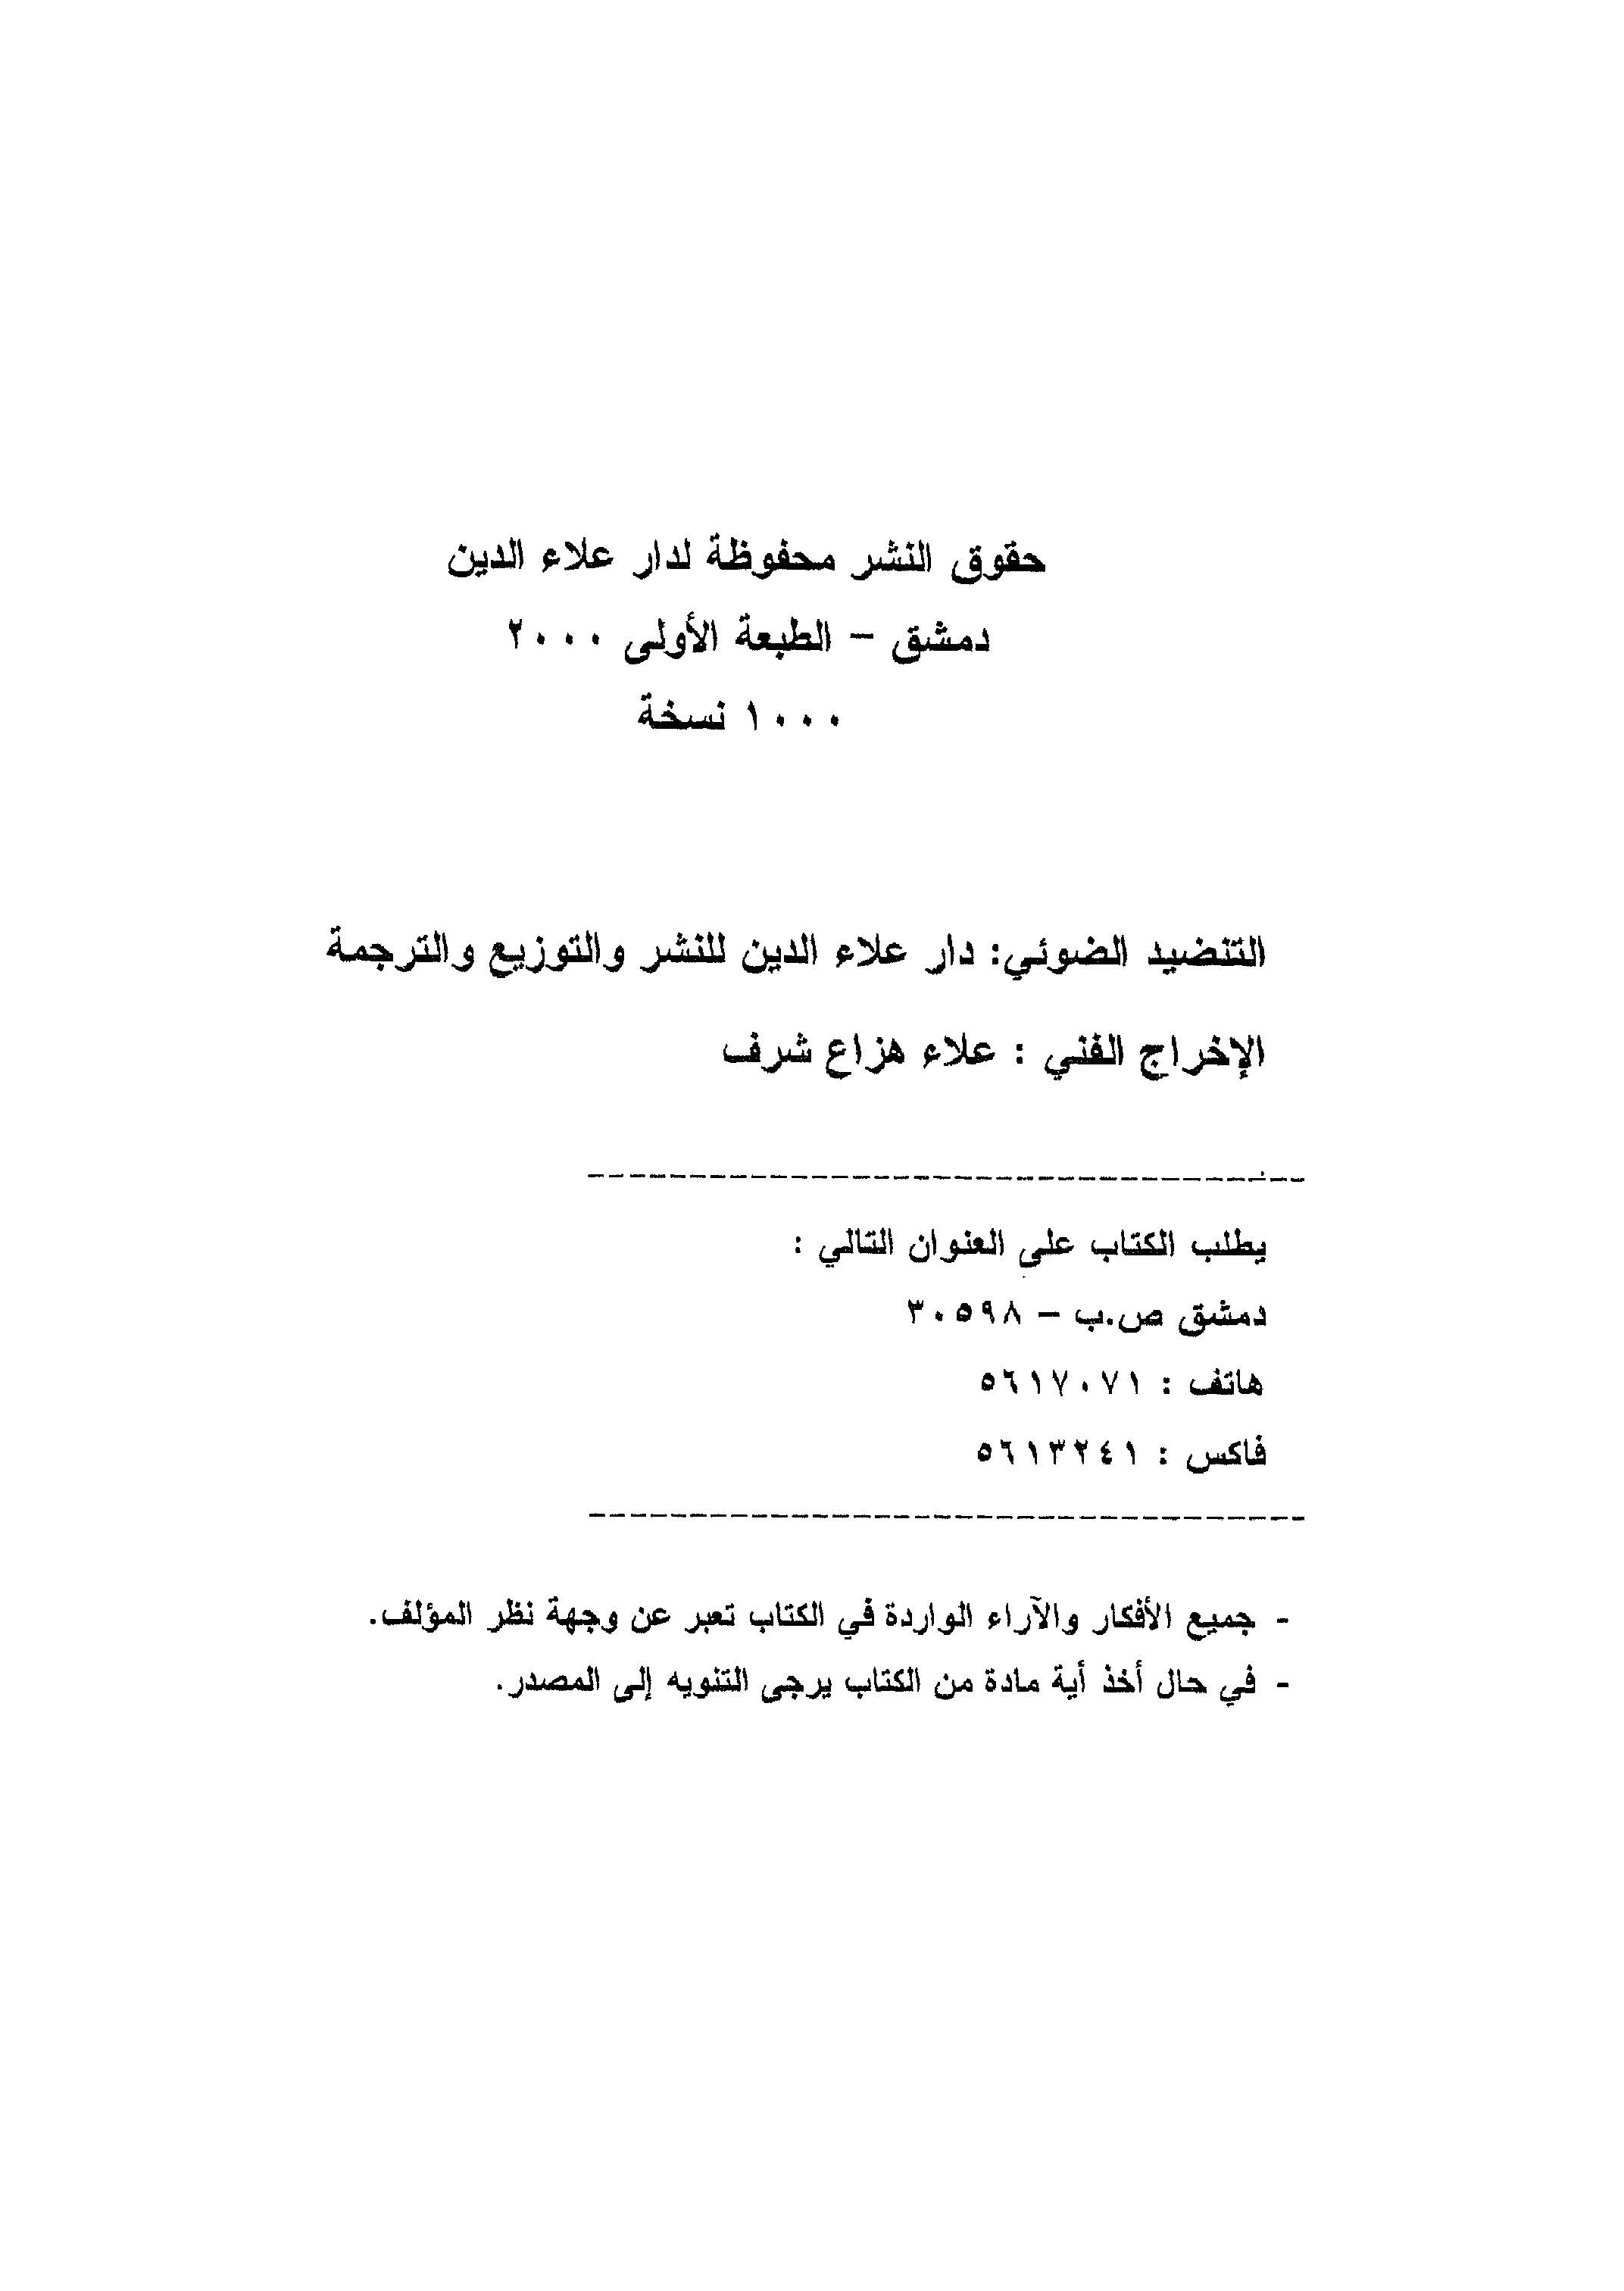 حقوق النشر محفوظة لدار علاء الدين
دمشق – الطبعة الأولى ٢٠٠٠
١٠٠٠ نسخة
التنضيد الضوئي: دار علاء الدين للنشر والتوزيع والترجمة
الإخراج الفني : علاء هزاع شرف
يطلب الكتاب على العنوان التالي :
دمشق ص.ب – ٣٠٥٩٨
هاتف : ٥٦١٧٠٧١
فاكس : ٥٦١٣٢٤١
- جميع الأفكار والآراء الواردة في الكتاب تعبر عن وجهة نظر المؤلف.
- في حال أخذ أية مادة من الكتاب يرجى التنويه إلى المصدر.